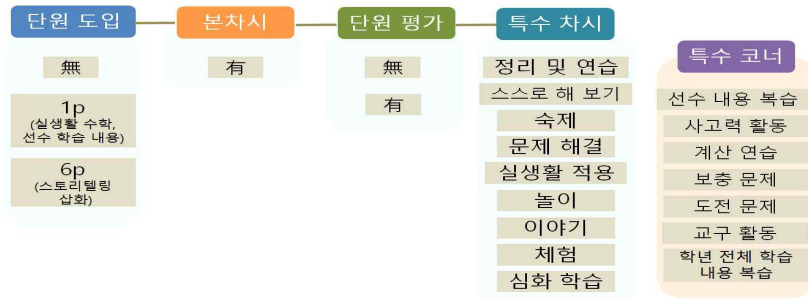 단원 도입
無
1p
(실생활 수학,
선수 학습 내용)
6p
(스토리텔링
삽화)
본차시
有
단원 평가
無
有
특수 차시
정리 및 연습
스스로 해 보기
숙제
문제 해결
실생활 적용
놀이
이야기
체험
심화 학습
특수 코너
선수 내용 복습
사고력 활동
계산 연습
보충 문제
도전 문제
교구 활동
학년 전체 학습
내용 복습